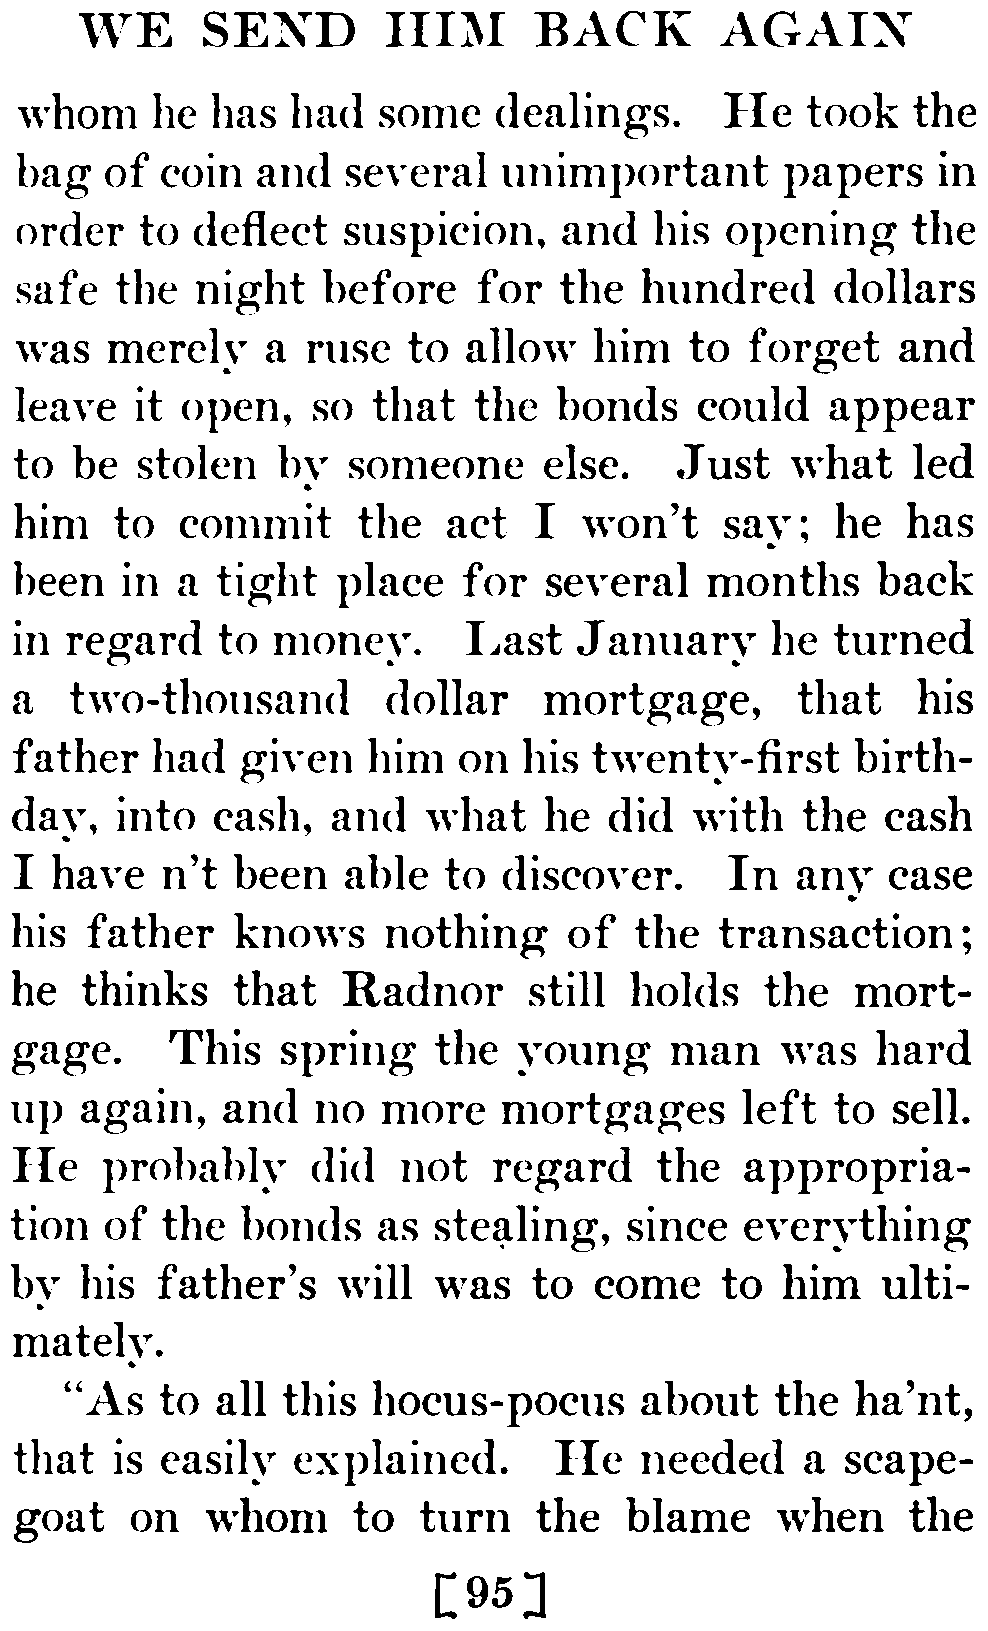 WE SEND HIM BACK AGAIN
whom he has had some dealings. He took the
bag of coin and several unimportant papers in
order to deflect suspicion, and his opening the
safe the night before for the hundred dollars
was merely a ruse to allow him to forget and
leave it open, so that the bonds could appear
to be stolen by someone else. Just what led
him to commit the act I won't say; he has
been in a tight place for several months back
in regard to money. Last January he turned
a two-thousand dollar mortgage, that his
father had given him on his twenty-first birth-
day, into cash, and what he did with the cash
I have n't been able to discover. In any case
his father knows nothing of the transaction;
he thinks that Radnor still holds the mort-
gage. This spring the young man was hard
up again, and no more mortgages left to sell.
He probably did not regard the appropria-
tion of the bonds as stealing, since everything
by his father's will was to come to him ulti-
mately.
"As to all this hocus-pocus about the ha'nt,
that is easily explained. He needed a scape-
goat on whom to turn the blame when the
[95]